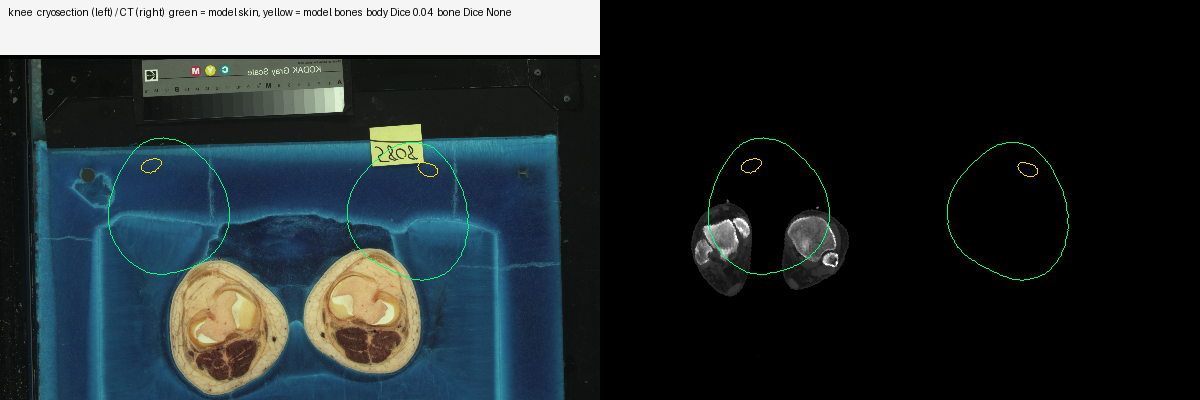 knee cryosection (left) / CT (right) green = model skin, yellow = model bones body Dice 0.04 bone Dice None
KODAK Gray Scale
M Y C
A M B
2808